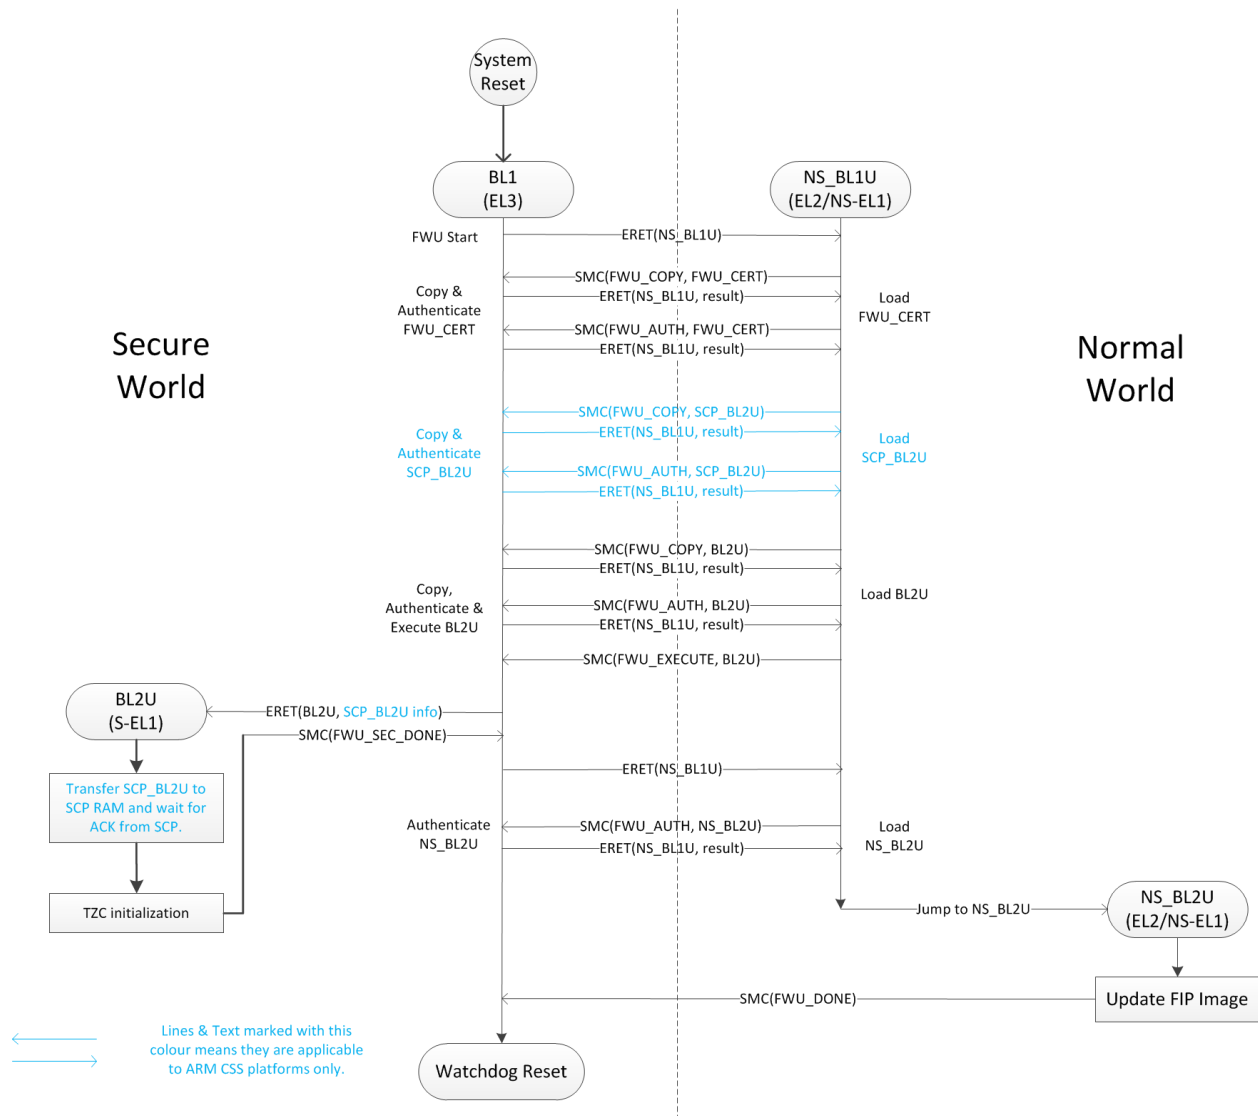 System
Reset
BL1
(EL3)
NS_BL1U
(EL2/NS-EL1)
FWU Start
ERET(NS_BL1U)
SMC(FWU_COPY, FWU_CERT)
Copy &
Authenticate
FWU_CERT
ERET(NS_BL1U, result)
Load
FWU_CERT
SMC(FWU_AUTH, FWU_CERT)
ERET(NS_BL1U, result)
Secure
World
Normal
World
SMC(FWU_COPY, SCP_BL2U)
ERET(NS_BL1U, result)
Copy &
Authenticate
SCP_BL2U
Load
SCP_BL2U
SMC(FWU_AUTH, SCP_BL2U)
ERET(NS_BL1U, result)
SMC(FWU_COPY, BL2U)
ERET(NS_BL1U, result)
Copy,
Authenticate &
Execute BL2U
Load BL2U
SMC(FWU_AUTH, BL2U)
ERET(NS_BL1U, result)
SMC(FWU_EXECUTE, BL2U)
BL2U
(S-EL1)
ERET(BL2U, SCP_BL2U info)
SMC(FWU_SEC_DONE)
ERET(NS_BL1U)
Transfer SCP_BL2U to
SCP RAM and wait for
ACK from SCP.
Authenticate
NS_BL2U
SMC(FWU_AUTH, NS_BL2U)
ERET(NS_BL1U, result)
Load
NS_BL2U
TZC initialization
Jump to NS_BL2U
NS_BL2U
(EL2/NS-EL1)
SMC(FWU_DONE)
Update FIP Image
Lines & Text marked with this
colour means they are applicable
to ARM CSS platforms only.
Watchdog Reset